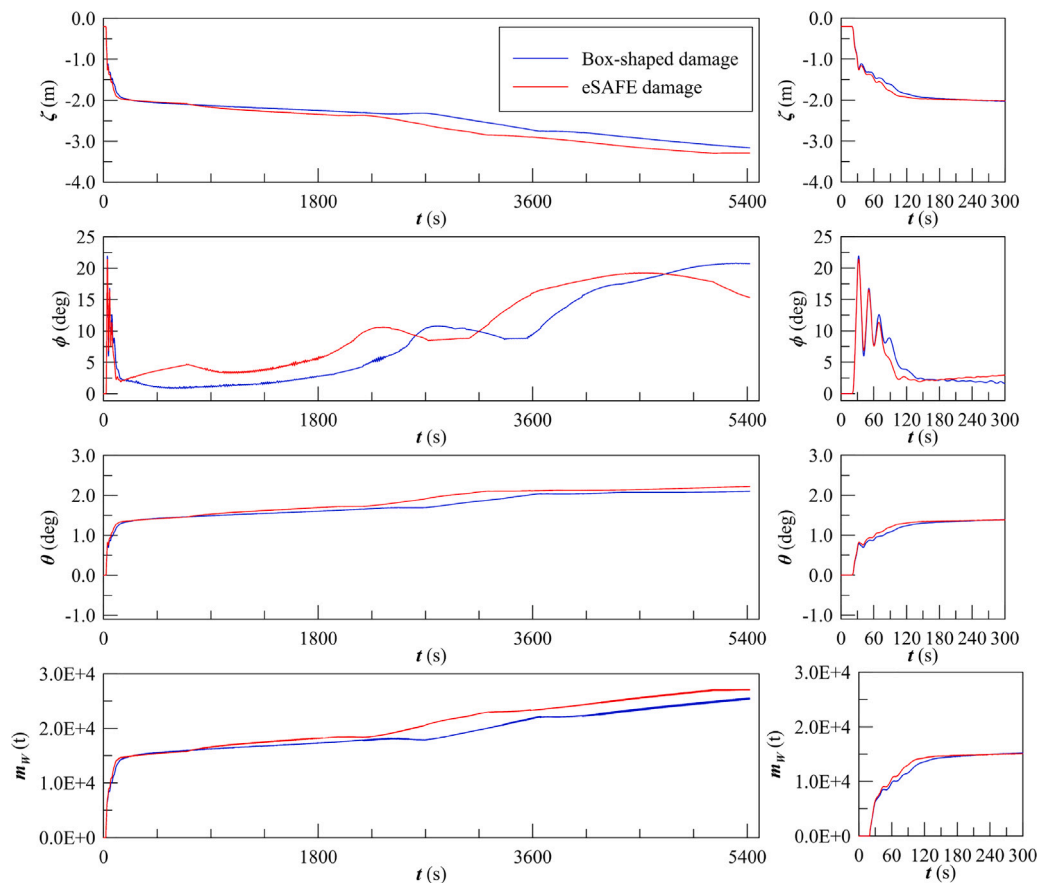 0.0
-1.0
-2.0
-3.0
-4.0
ζ (m)
Box-shaped damage
eSAFE damage
0 1800 3600 5400
t (s)
0.0
-1.0
-2.0
-3.0
-4.0
ζ (m)
0 60 120 180 240 300
t (s)
25
20
15
10
5
0
ϕ (deg)
0 1800 3600 5400
t (s)
25
20
15
10
5
0
ϕ (deg)
0 60 120 180 240 300
t (s)
3.0
2.0
1.0
0.0
-1.0
θ (deg)
0 1800 3600 5400
t (s)
3.0
2.0
1.0
0.0
-1.0
θ (deg)
0 60 120 180 240 300
t (s)
3.0E+4
2.0E+4
1.0E+4
0.0E+4
mW (t)
0 1800 3600 5400
t (s)
3.0E+4
2.0E+4
1.0E+4
0.0E+4
mW (t)
0 60 120 180 240 300
t (s)